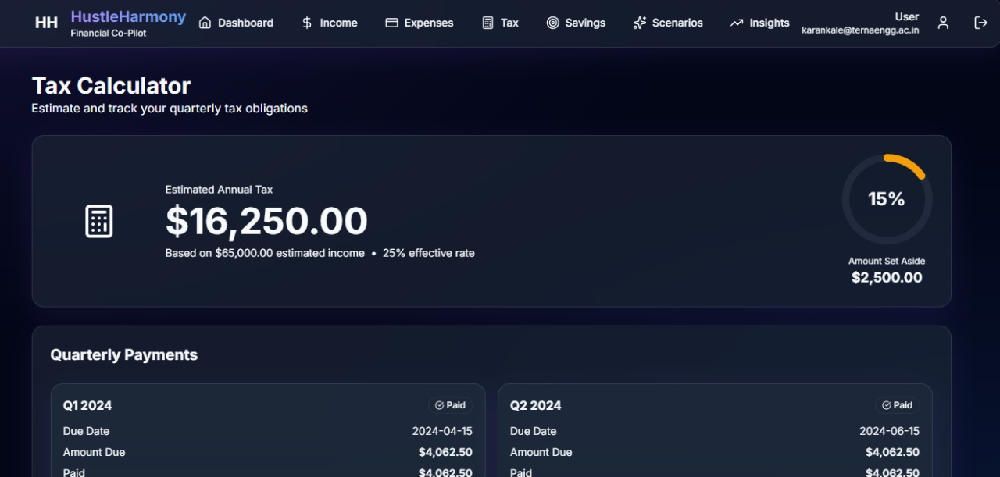 HH
HustleHarmony
Financial Co-Pilot
Dashboard
Income
Expenses
Tax
Savings
Scenarios
Insights
User
karankale@ternaengg.ac.in
Tax Calculator
Estimate and track your quarterly tax obligations
Estimated Annual Tax
$16,250.00
Based on $65,000.00 estimated income • 25% effective rate
15%
Amount Set Aside
$2,500.00
Quarterly Payments
Q1 2024
Paid
Due Date
2024-04-15
Amount Due
$4,062.50
Paid
$4,062.50
Q2 2024
Paid
Due Date
2024-06-15
Amount Due
$4,062.50
Paid
$4,062.50